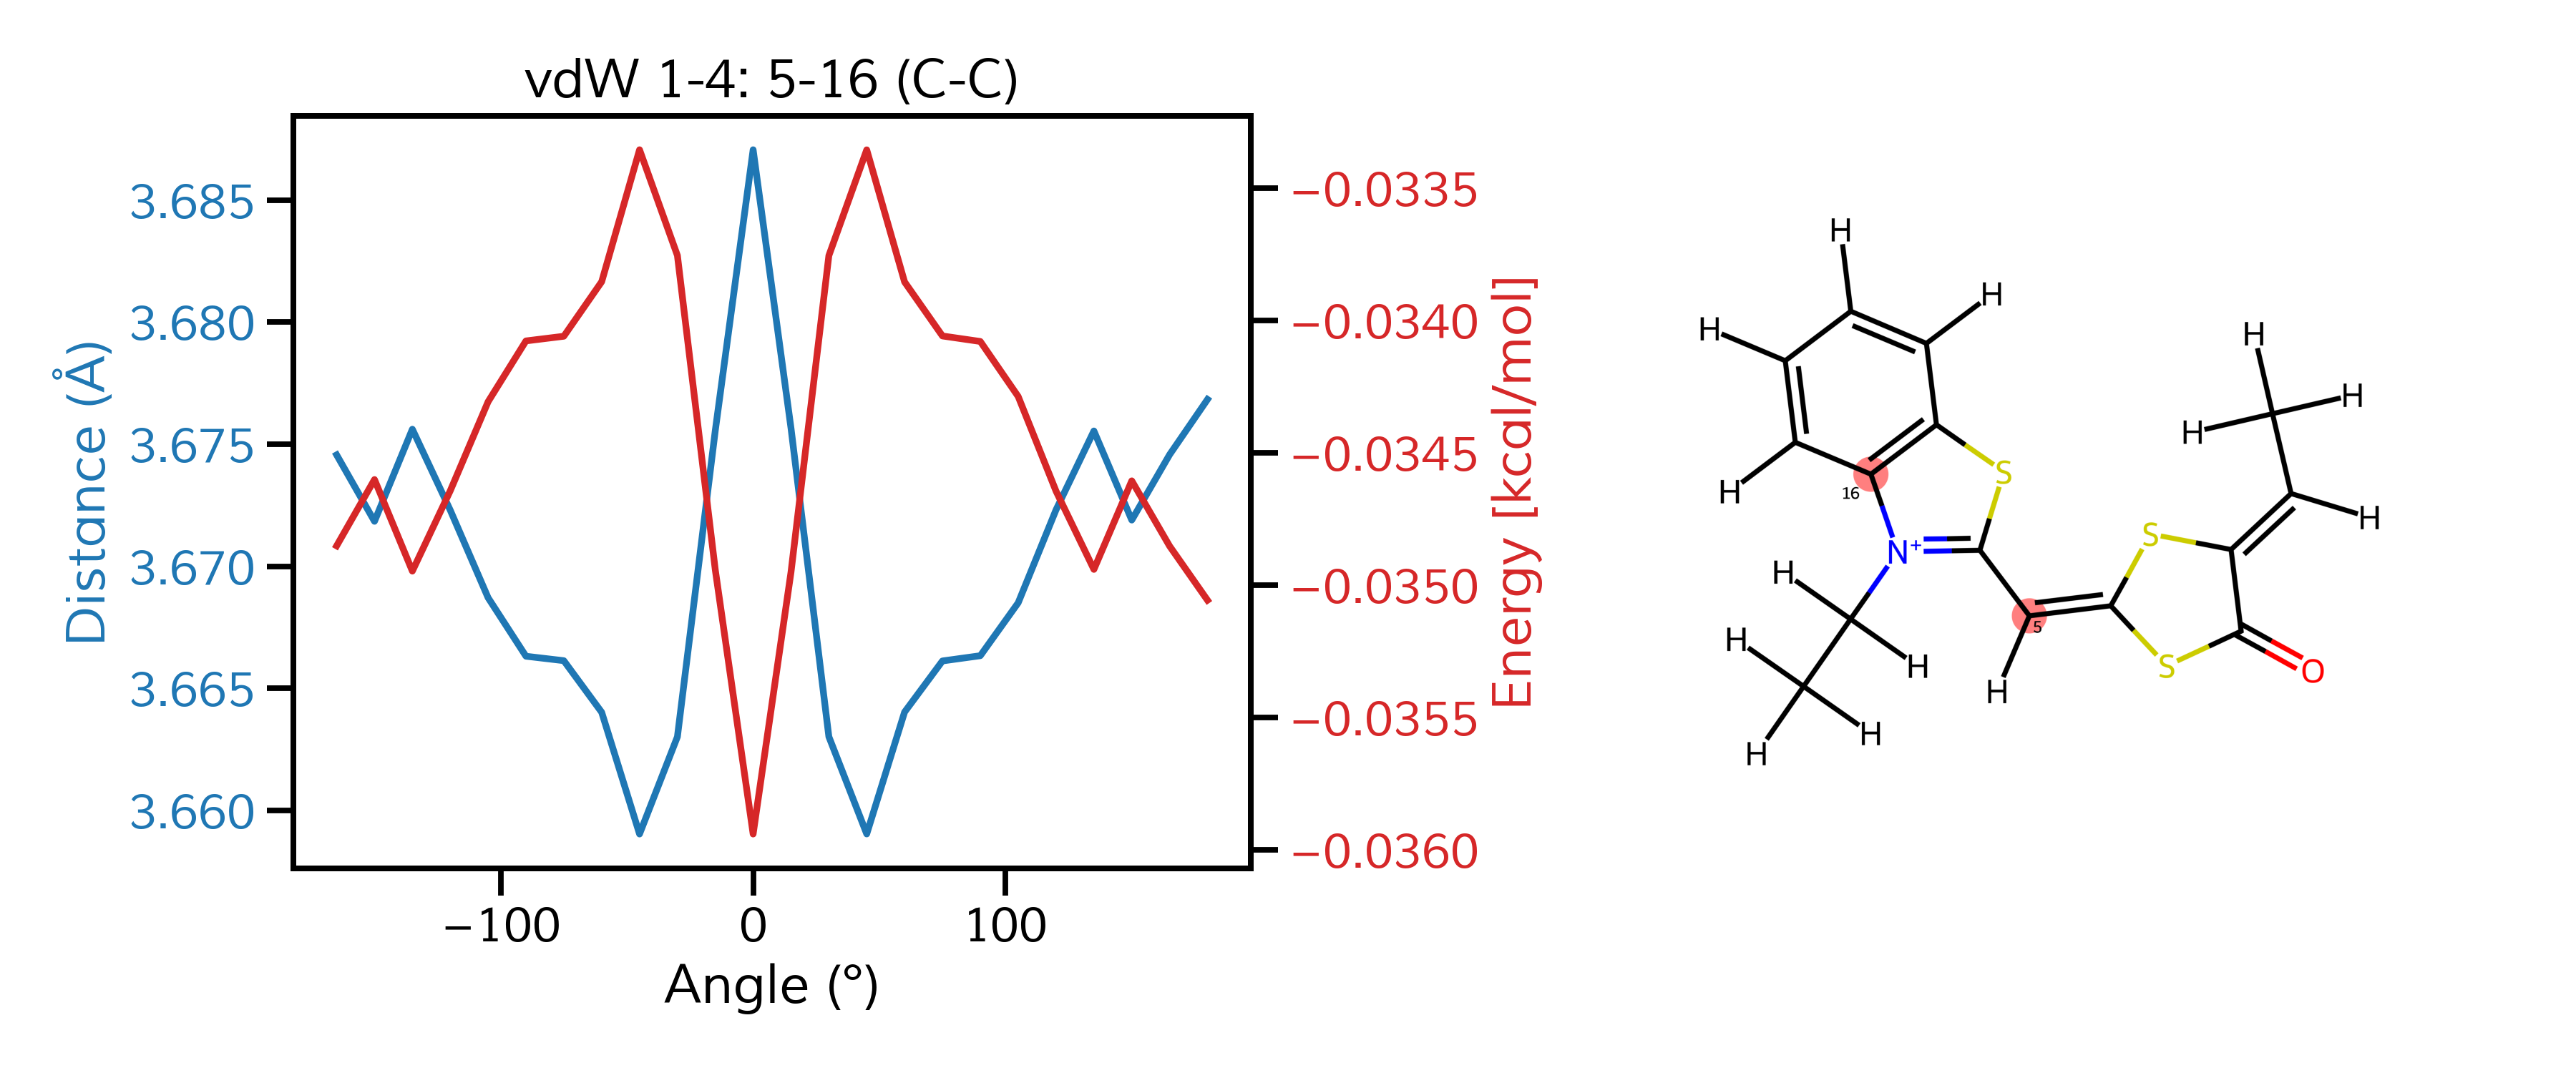 vdW 1-4: 5-16 (C-C)
Distance (Å)
3.685
3.680
3.675
3.670
3.665
3.660
−100
0
100
Angle (°)
−0.0335
−0.0340
−0.0345
−0.0350
−0.0355
−0.0360
Energy [kcal/mol]
H
H
H
H
H
H
H
S
16
H
S
N+
H
H
H
5
S
O
H
H
H
H